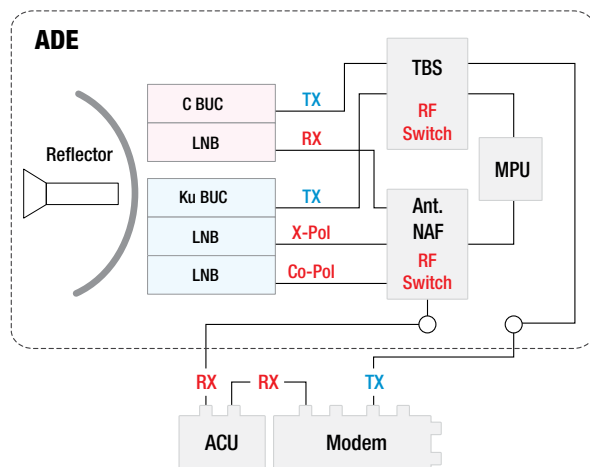 ADE
C BUC
TX
TBS
LNB
RX
RF
Switch
Reflector
MPU
Ku BUC
TX
Ant.
NAF
LNB
X-Pol
RF
Switch
LNB
Co-Pol
RX
RX
TX
ACU
Modem